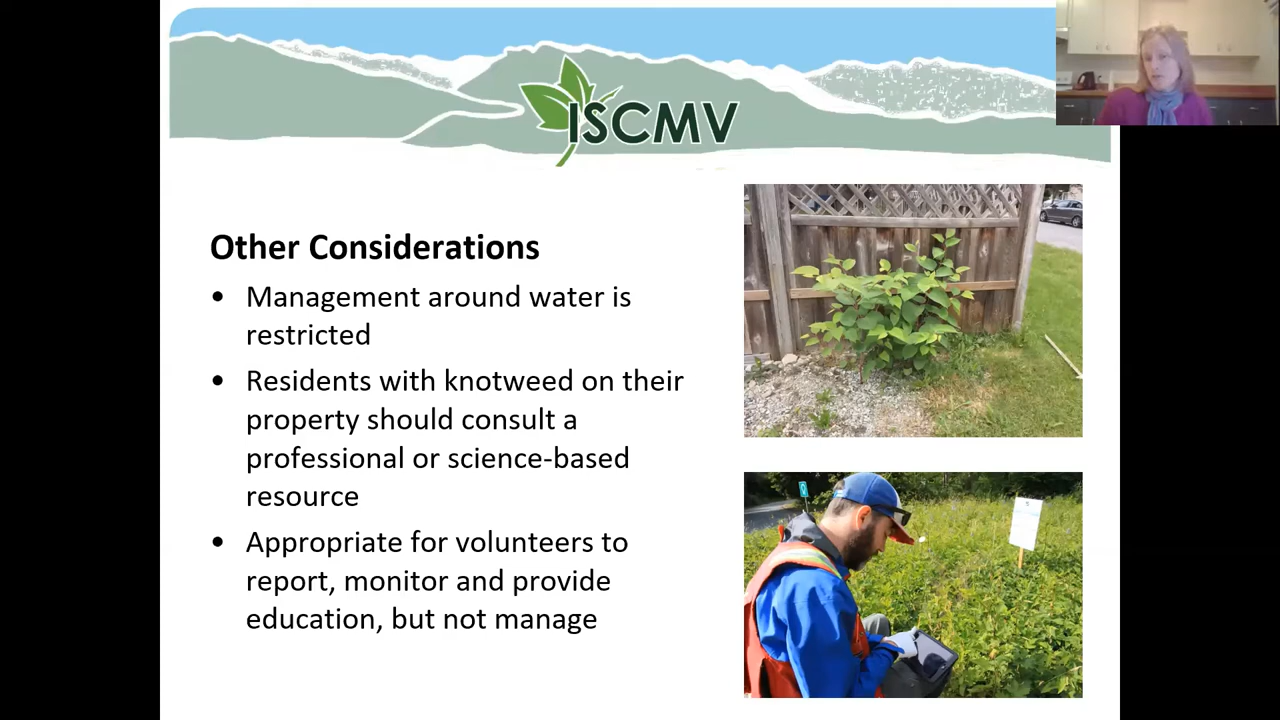 ISCMV
Other Considerations
• Management around water is
restricted
• Residents with knotweed on their
property should consult a
professional or science-based
resource
• Appropriate for volunteers to
report, monitor and provide
education, but not manage